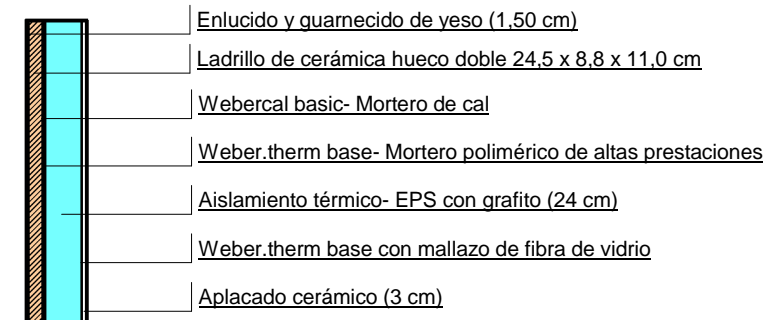 Enlucido y guarnecido de yeso (1,50 cm)
Ladrillo de cerámica hueco doble 24,5 x 8,8 x 11,0 cm
Webercal basic- Mortero de cal
Weber.therm base- Mortero polimérico de altas prestaciones
Aislamiento térmico- EPS con grafito (24 cm)
Weber.therm base con mallazo de fibra de vidrio
Aplacado cerámico (3 cm)